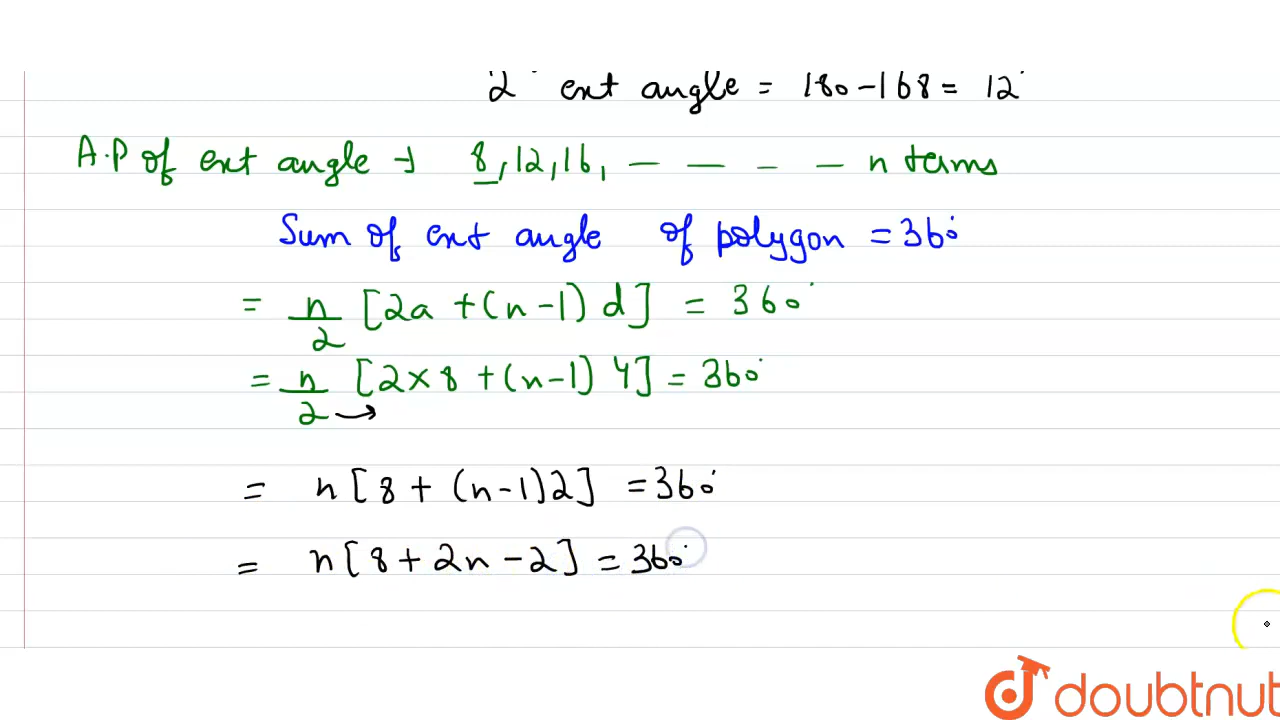 2° ext angle = 180 - 168 = 12°
A.P of ext angle → 8, 12, 16, — — - — n terms
Sum of ext angle of polygon = 360°
= n/2 [2a + (n-1) d] = 360°
= n/2 [2 × 8 + (n-1) 4] = 360°
= n [8 + (n-1)2] = 360°
= n [8 + 2n - 2] = 360°
doubtnut